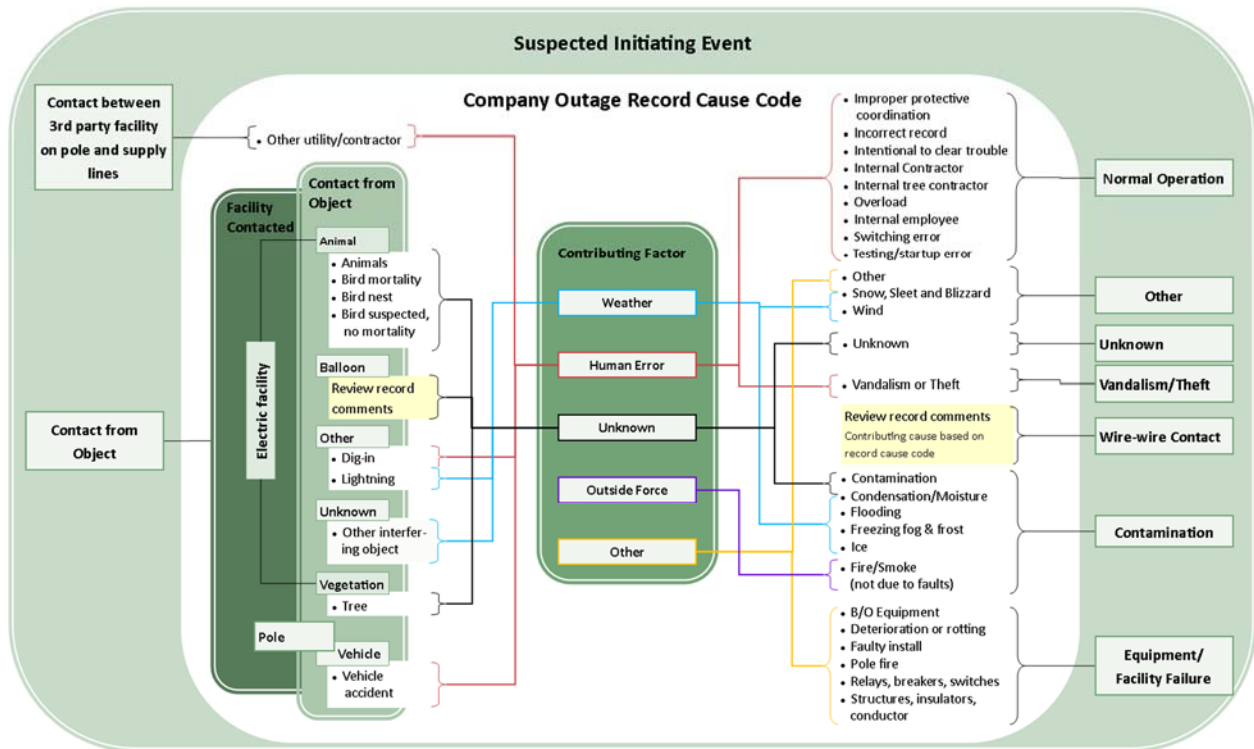 Suspected Initiating Event
Company Outage Record Cause Code
Contact between
3rd party facility
on pole and supply
lines
• Other utility/contractor
Contact from
Object
Facility
Contacted
Contact from
Object
Electric facility
Animal
• Animals
• Bird mortality
• Bird nest
• Bird suspected,
no mortality
Balloon
Review record
comments
Other
• Dig-in
• Lightning
Unknown
• Other interfer-
ing object
Vegetation
• Tree
Pole
Vehicle
• Vehicle
accident
Contributing Factor
Weather
Human Error
Unknown
Outside Force
Other
• Improper protective
coordination
• Incorrect record
• Intentional to clear trouble
• Internal Contractor
• Internal tree contractor
• Overload
• Internal employee
• Switching error
• Testing/startup error
Normal Operation
• Other
• Snow, Sleet and Blizzard
• Wind
Other
• Unknown
Unknown
• Vandalism or Theft
Vandalism/Theft
Review record comments
Contributing cause based on
record cause code
Wire-wire Contact
• Contamination
• Condensation/Moisture
• Flooding
• Freezing fog & frost
• Ice
• Fire/Smoke
(not due to faults)
Contamination
• B/O Equipment
• Deterioration or rotting
• Faulty install
• Pole fire
• Relays, breakers, switches
• Structures, insulators,
conductor
Equipment/
Facility Failure